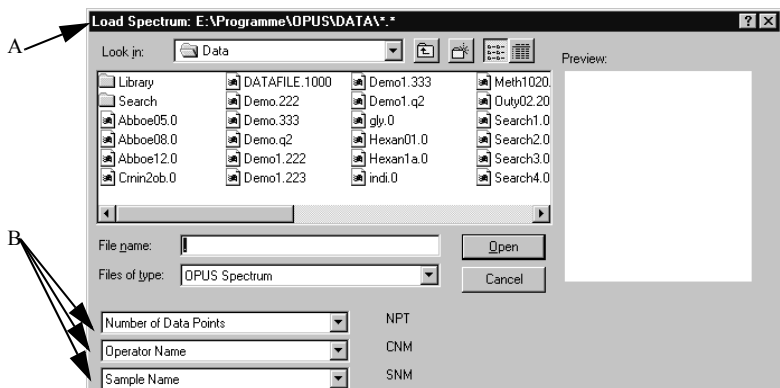 Load Spectrum: E:\Programme\OPUS\DATA\*.*
A
Look in:
Data
Preview:
Library
DATAFILE.1000
Demo1.333
Meth1020.
Search
Demo.222
Demo1.q2
Outy02.20
Abboe05.0
Demo.333
gly.0
Search1.0
Abboe08.0
Demo.q2
Hexan01.0
Search2.0
Abboe12.0
Demo1.222
Hexan1a.0
Search3.0
Cmin2ob.0
Demo1.223
indi.0
Search4.0
B
File name:
Open
Files of type:
OPUS Spectrum
Cancel
Number of Data Points
NPT
Operator Name
CNM
Sample Name
SNM